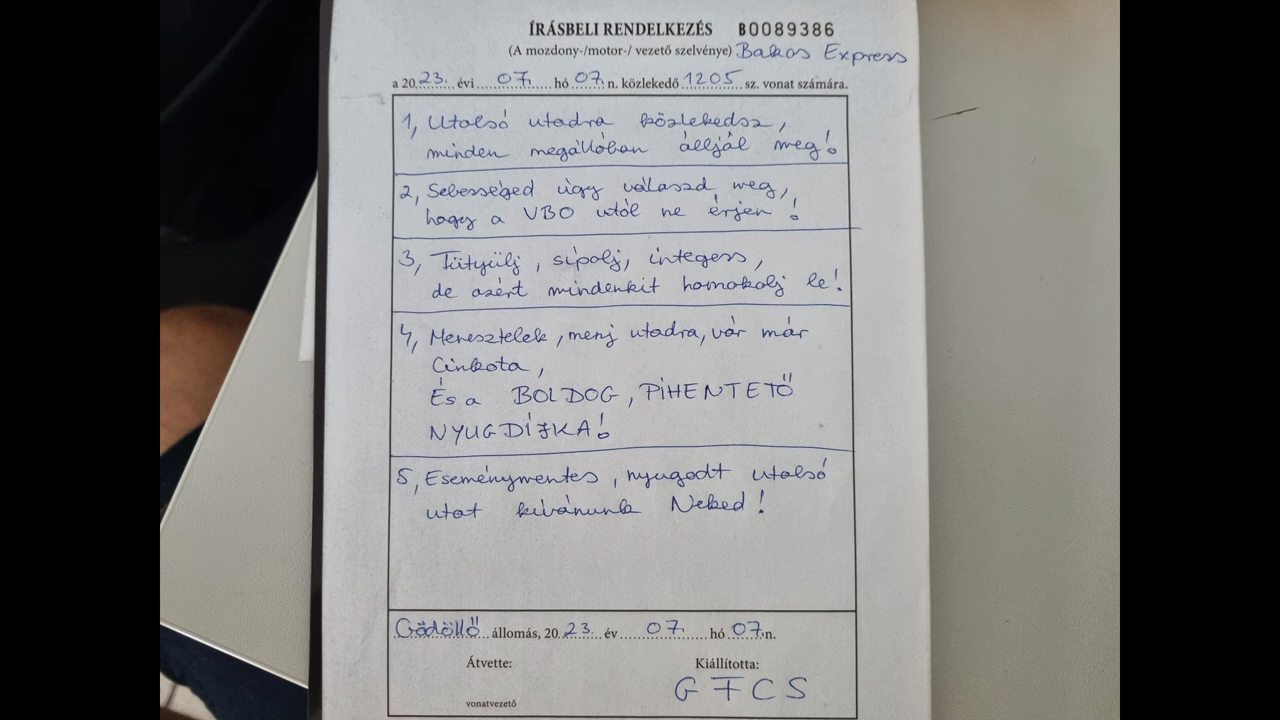 ÍRÁSBELI RENDELKEZÉS B0089386
(A mozdony-/motor-/ vezető szelvénye) Bakos Express
a 2023. évi 07. hó 07. n. közlekedő 1205 sz. vonat számára.
1, Utolsó utadra közlekedsz,
minden megállóban álljál meg!
2, Sebességed úgy válaszd meg,
hogy a VBO utól ne érjen!
3, Tütyülj, sípolj, integess,
de azért mindenkit homokolj le!
4, Meresztelek, menj utadra, vár már
Cinkota,
És a BOLDOG, PIHENTETŐ
NYUGDÍJKA!
5, Eseménymentes, nyugodt utolsó
utat kívánunk Neked!
Gödöllő állomás, 2023. év 07. hó 07. n.
Átvette: Kiállította:
GFCS
vonatvezető